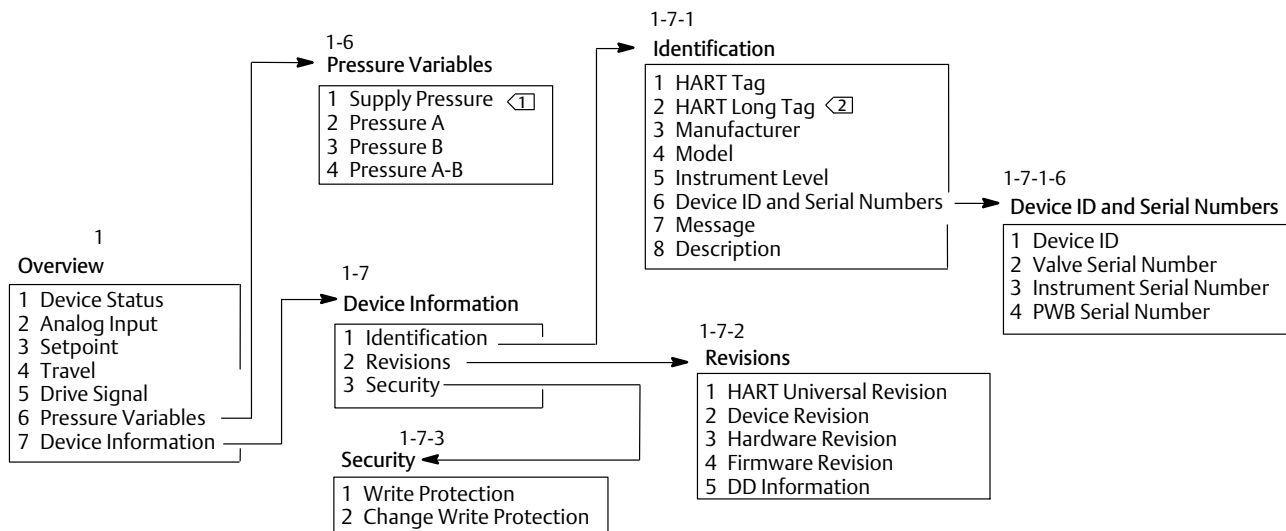 1
Overview
1 Device Status
2 Analog Input
3 Setpoint
4 Travel
5 Drive Signal
6 Pressure Variables
7 Device Information
1-6
Pressure Variables
1 Supply Pressure 1
2 Pressure A
3 Pressure B
4 Pressure A-B
1-7
Device Information
1 Identification
2 Revisions
3 Security
1-7-3
Security
1 Write Protection
2 Change Write Protection
1-7-1
Identification
1 HART Tag
2 HART Long Tag 2
3 Manufacturer
4 Model
5 Instrument Level
6 Device ID and Serial Numbers
7 Message
8 Description
1-7-2
Revisions
1 HART Universal Revision
2 Device Revision
3 Hardware Revision
4 Firmware Revision
5 DD Information
1-7-1-6
Device ID and Serial Numbers
1 Device ID
2 Valve Serial Number
3 Instrument Serial Number
4 PWB Serial Number